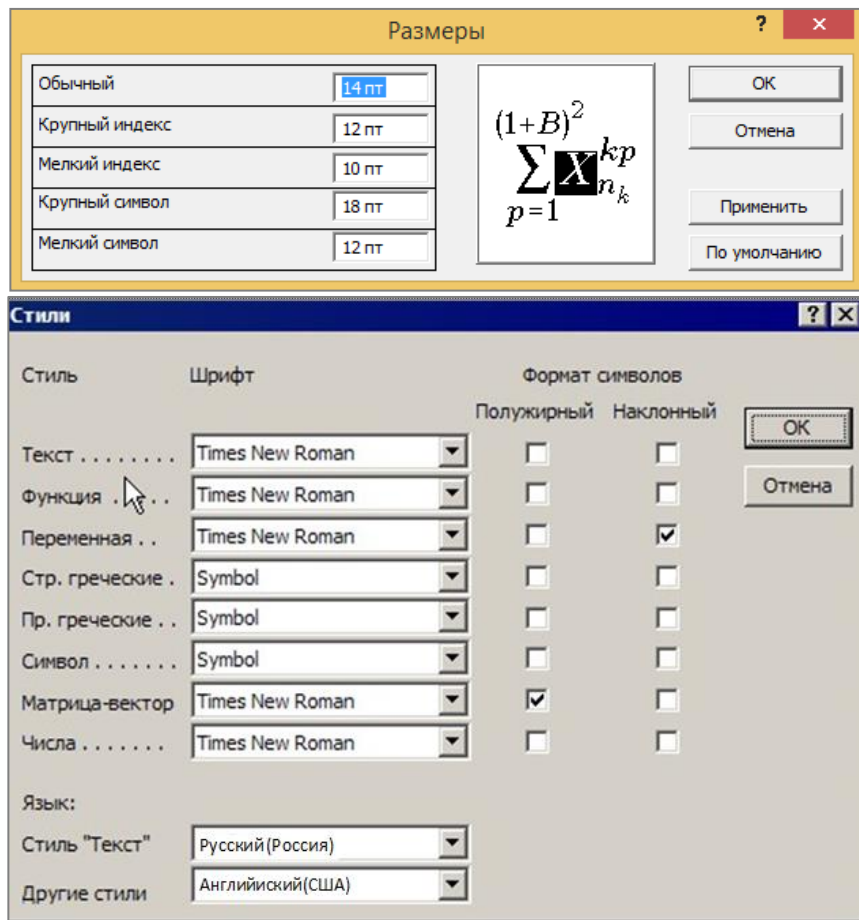 Размеры ? ×
Обычный 14 пт
Крупный индекс 12 пт
Мелкий индекс 10 пт
Крупный символ 18 пт
Мелкий символ 12 пт
(1+B)²
∑ X kp
n k
p=1
OK
Отмена
Применить
По умолчанию
Стили ? ×
Стиль Шрифт Формат символов
Полужирный Наклонный
Текст . . . . . . . . Times New Roman
Функция . . . . Times New Roman
Переменная . . Times New Roman
Стр. греческие . Symbol
Пр. греческие . . Symbol
Символ . . . . . . . Symbol
Матрица-вектор Times New Roman
Числа . . . . . . . Times New Roman
OK
Отмена
Язык:
Стиль "Текст" Русский(Россия)
Другие стили Английиский(США)